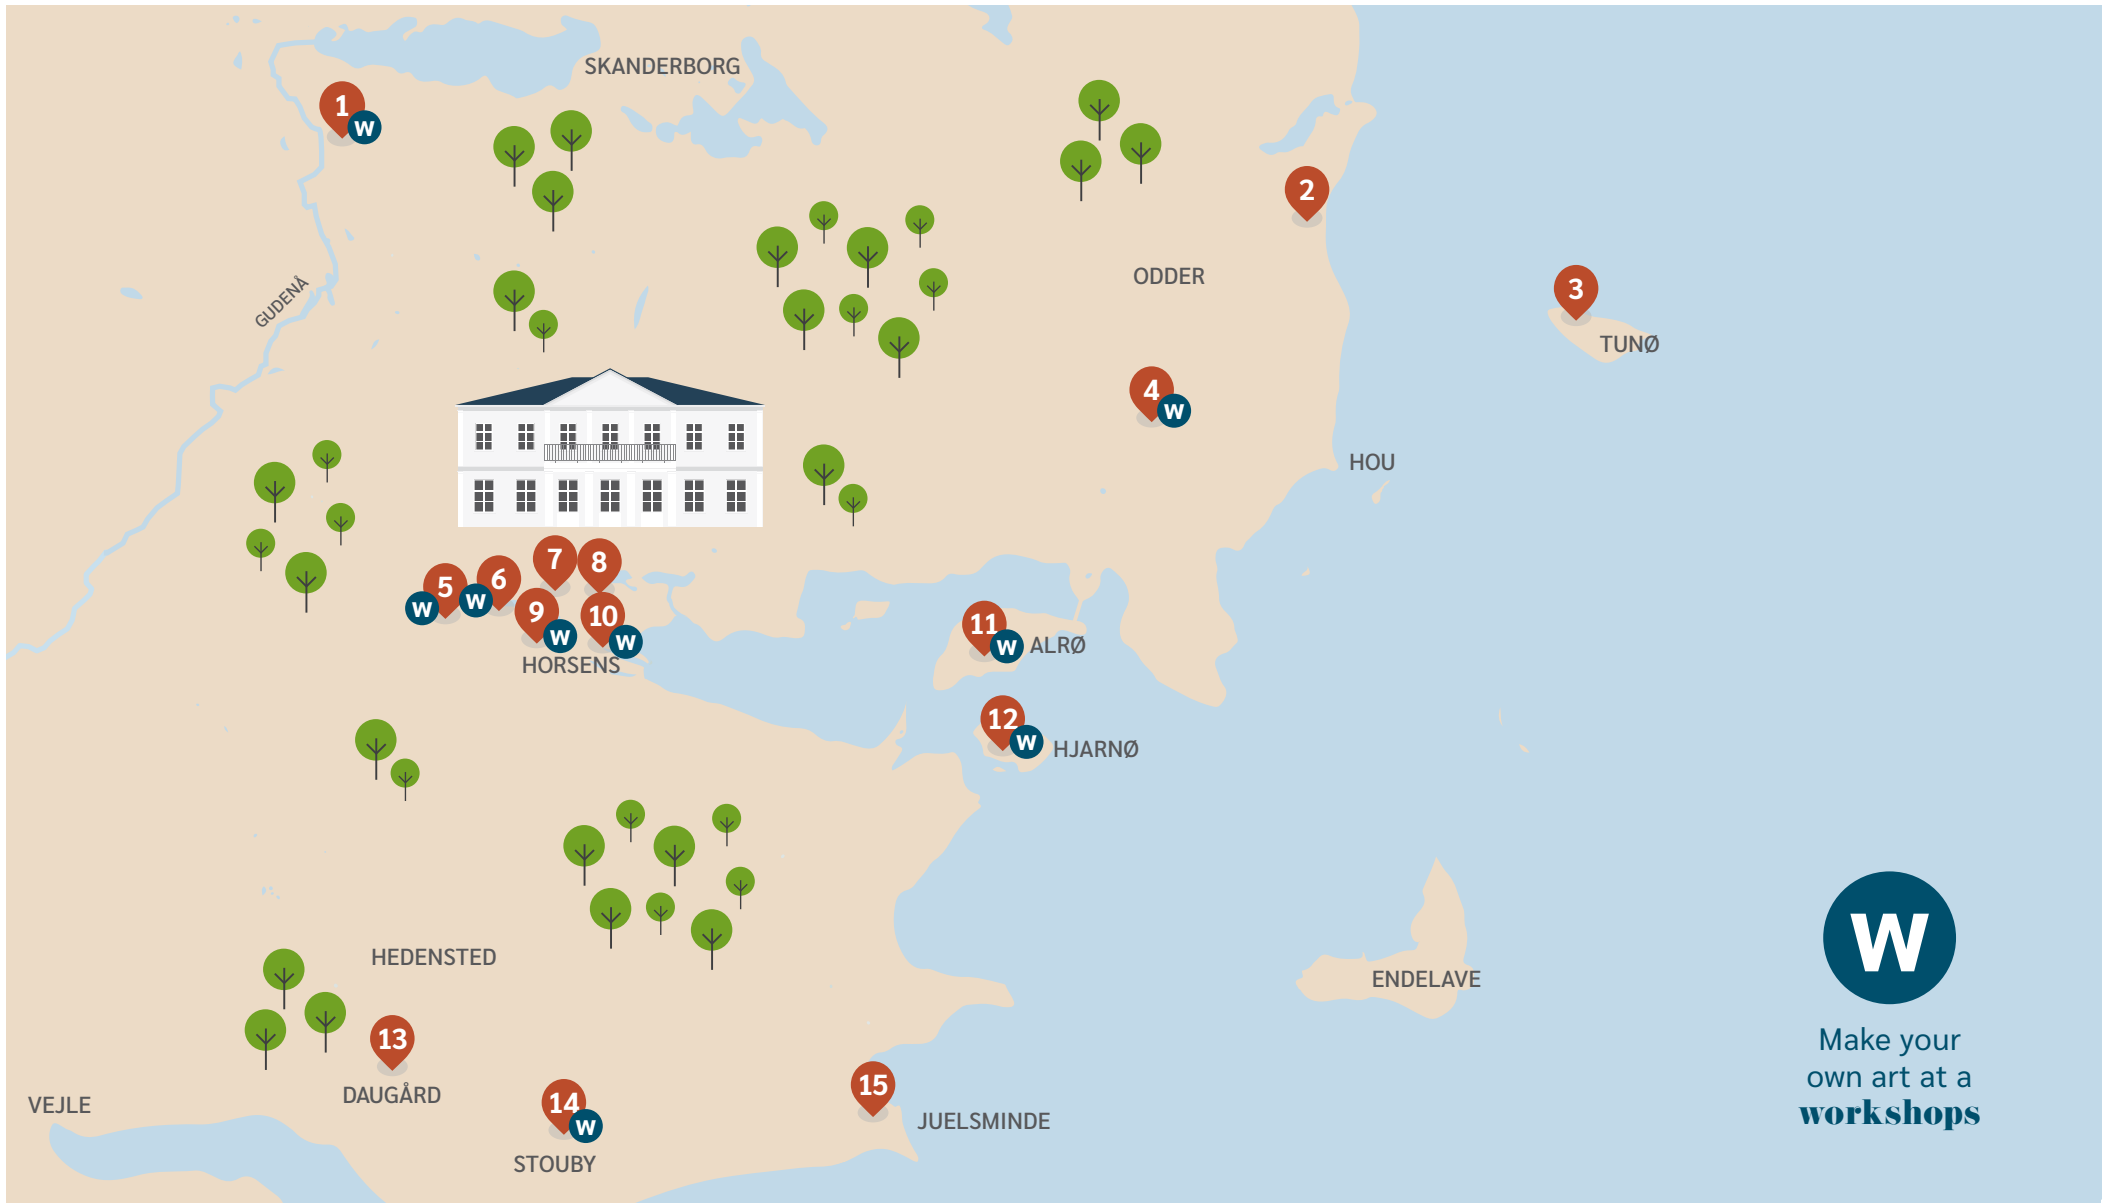 SKANDERBORG
1
W
2
ODDER
GUDENÅ
3
TUNØ
4
W
HOU
7
8
5
6
W
W
9
10
W
W
HORSENS
11
W
ALRØ
12
W
HJARNØ
HEDENSTED
ENDELAVE
W
Make your
own art at a
workshops
13
DAUGÅRD
VEJLE
14
W
STOUBY
15
JUELSMINDE